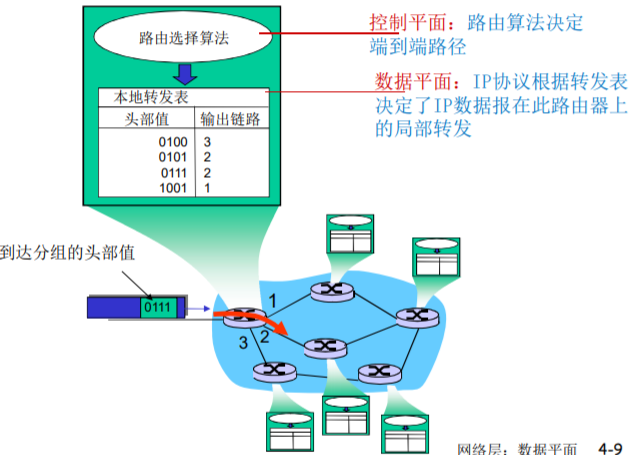 路由选择算法
控制平面：路由算法决定
端到端路径
本地转发表
头部值 输出链路
0100 3
0101 2
0111 2
1001 1
数据平面：IP协议根据转发表
决定了IP数据报在此路由器上
的局部转发
到达分组的头部值
0111
1
2
3
网络层：数据平面 4-9